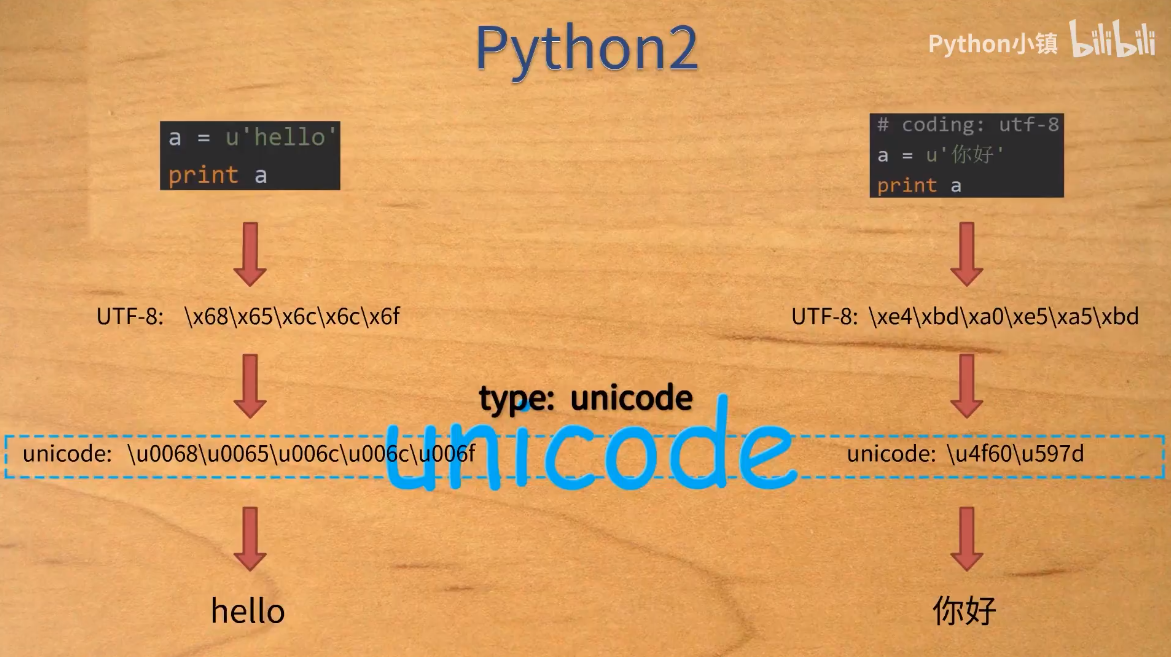 Python2
Python小镇 bilibili
a = u'hello'
print a
# coding: utf-8
a = u'你好'
print a
UTF-8: \x68\x65\x6c\x6c\x6f
UTF-8: \xe4\xbd\xa0\xe5\xa5\xbd
type: unicode
unicode
unicode: \u0068\u0065\u006c\u006c\u006f
unicode: \u4f60\u597d
hello
你好